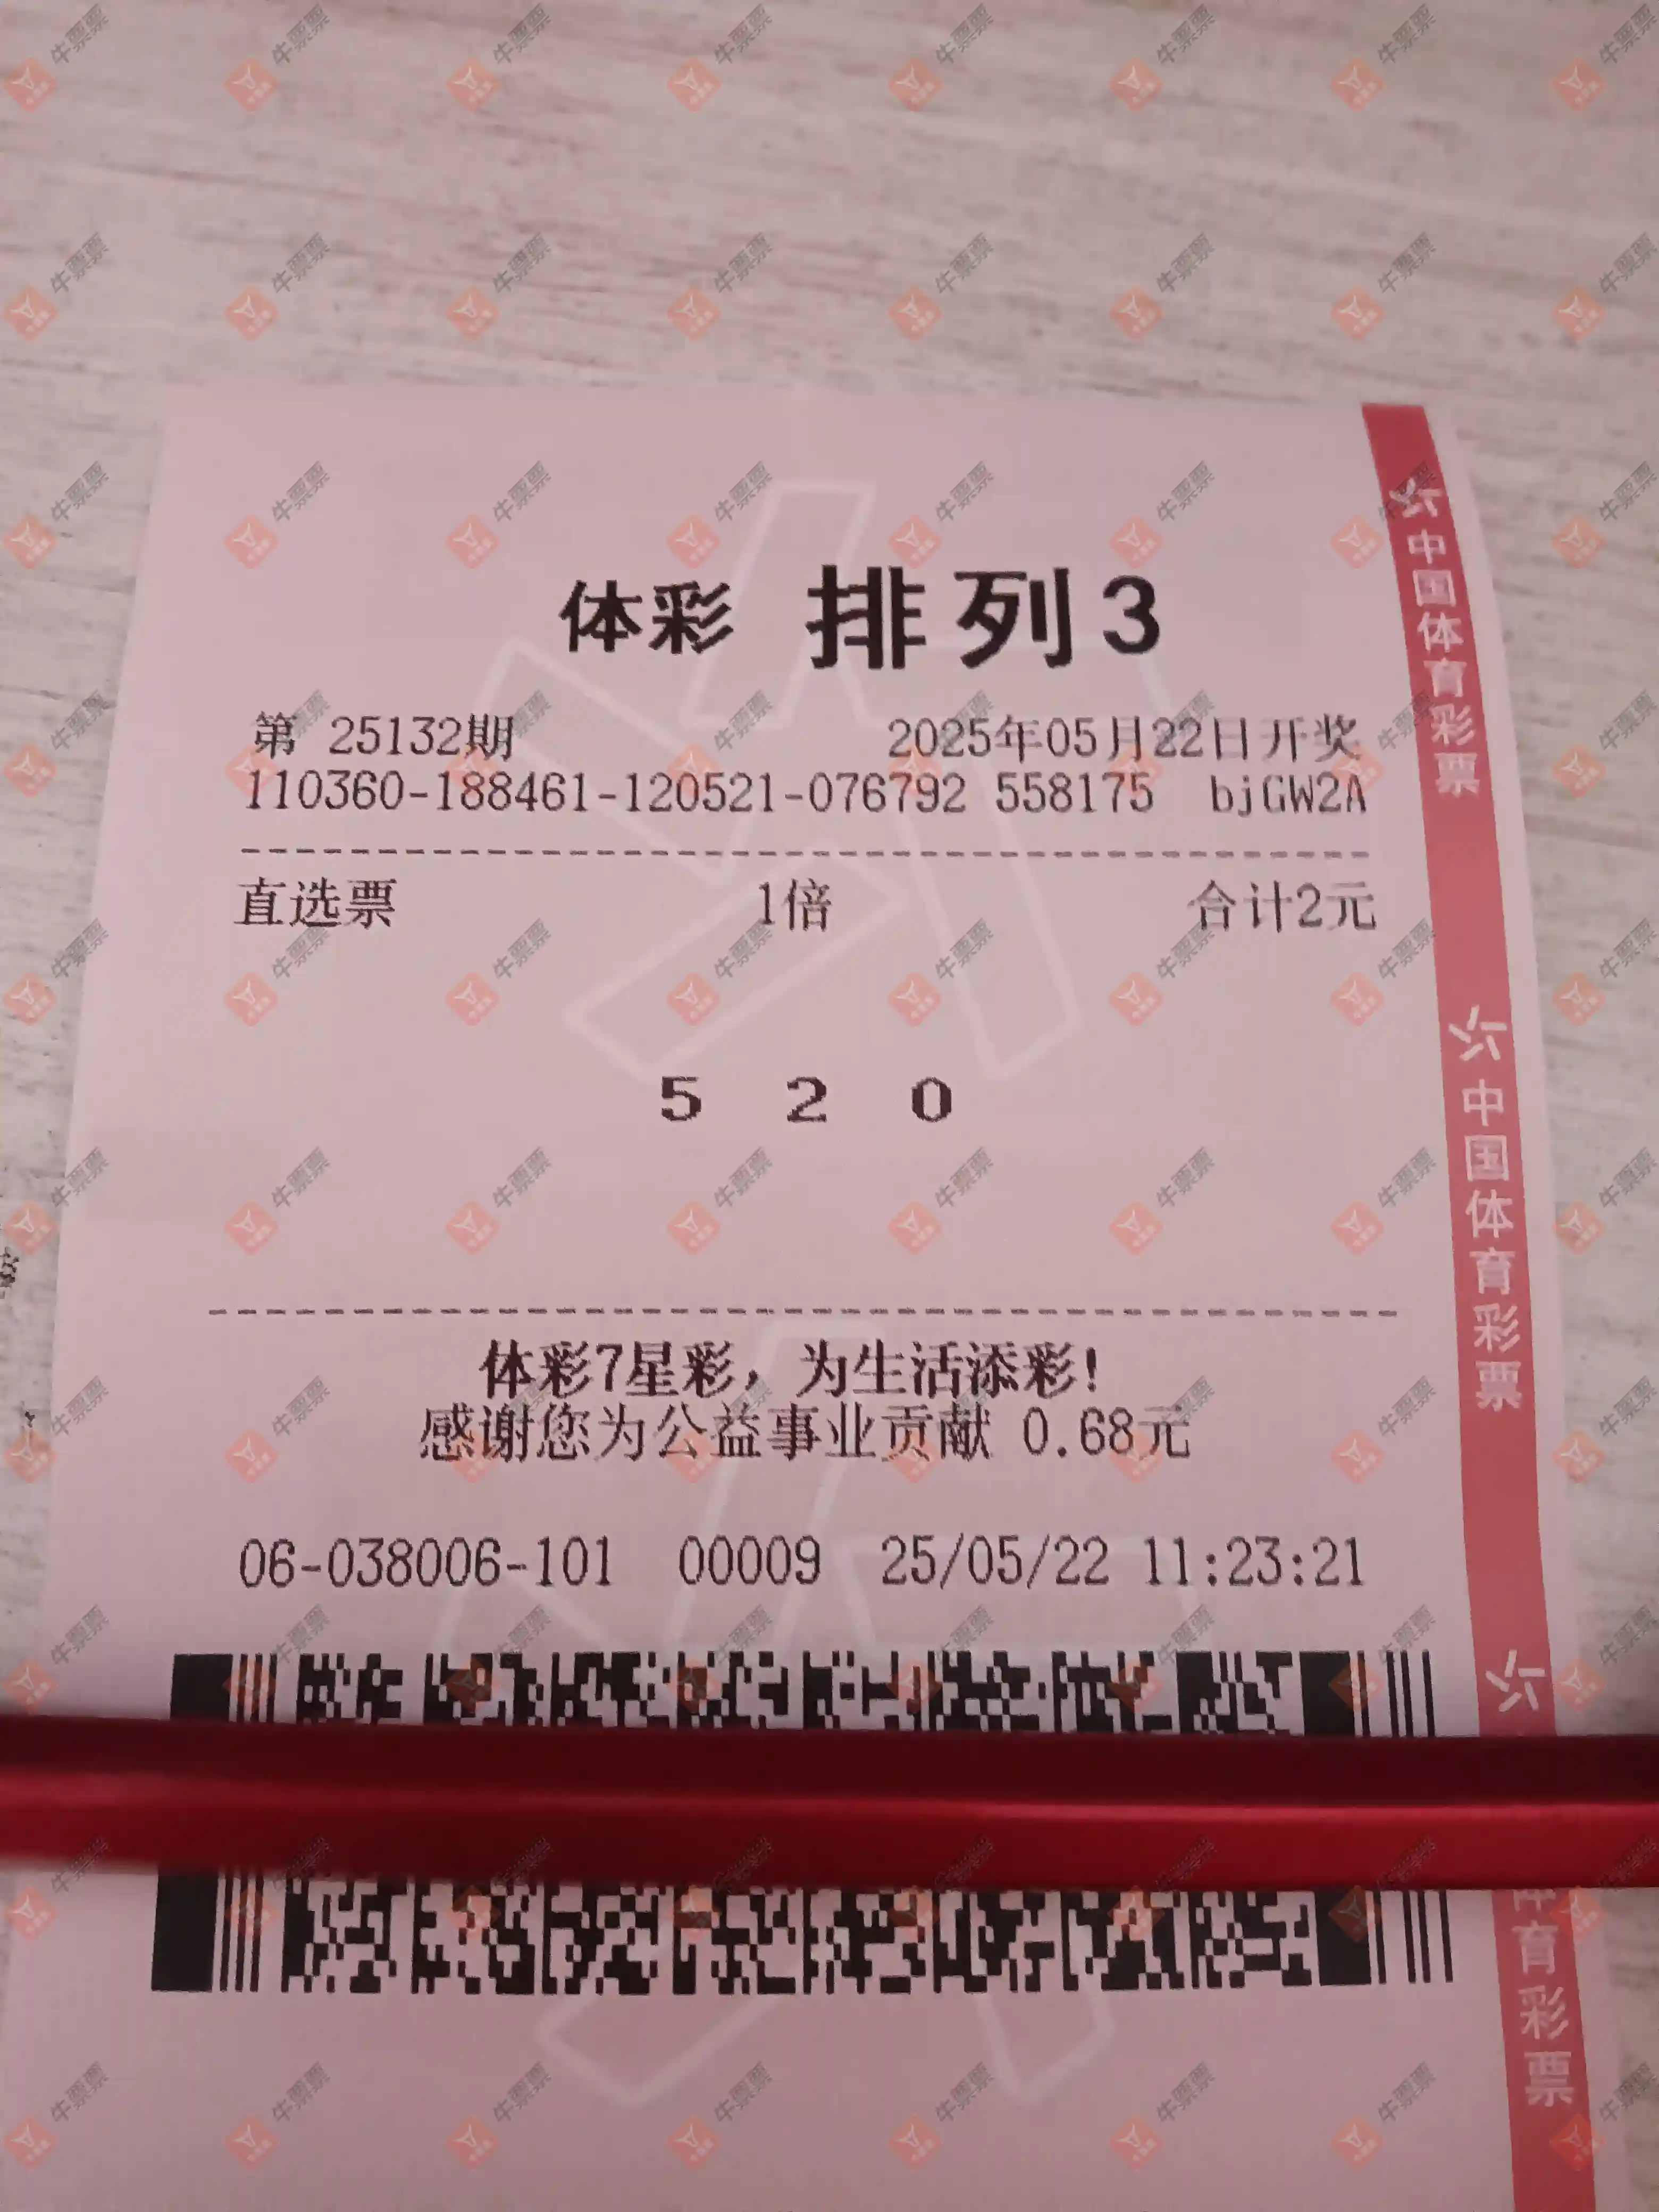 体彩 排列3
第 25132期 2025年05月22日开奖
110360-188461-120521-076792 558175 bjGW2A
直选票 1倍 合计2元
5 2 0
体彩7星彩，为生活添彩！
感谢您为公益事业贡献 0.68元
06-038006-101 00009 25/05/22 11:23:21
中国体育彩票
中国体育彩票
体育彩票
牛票票